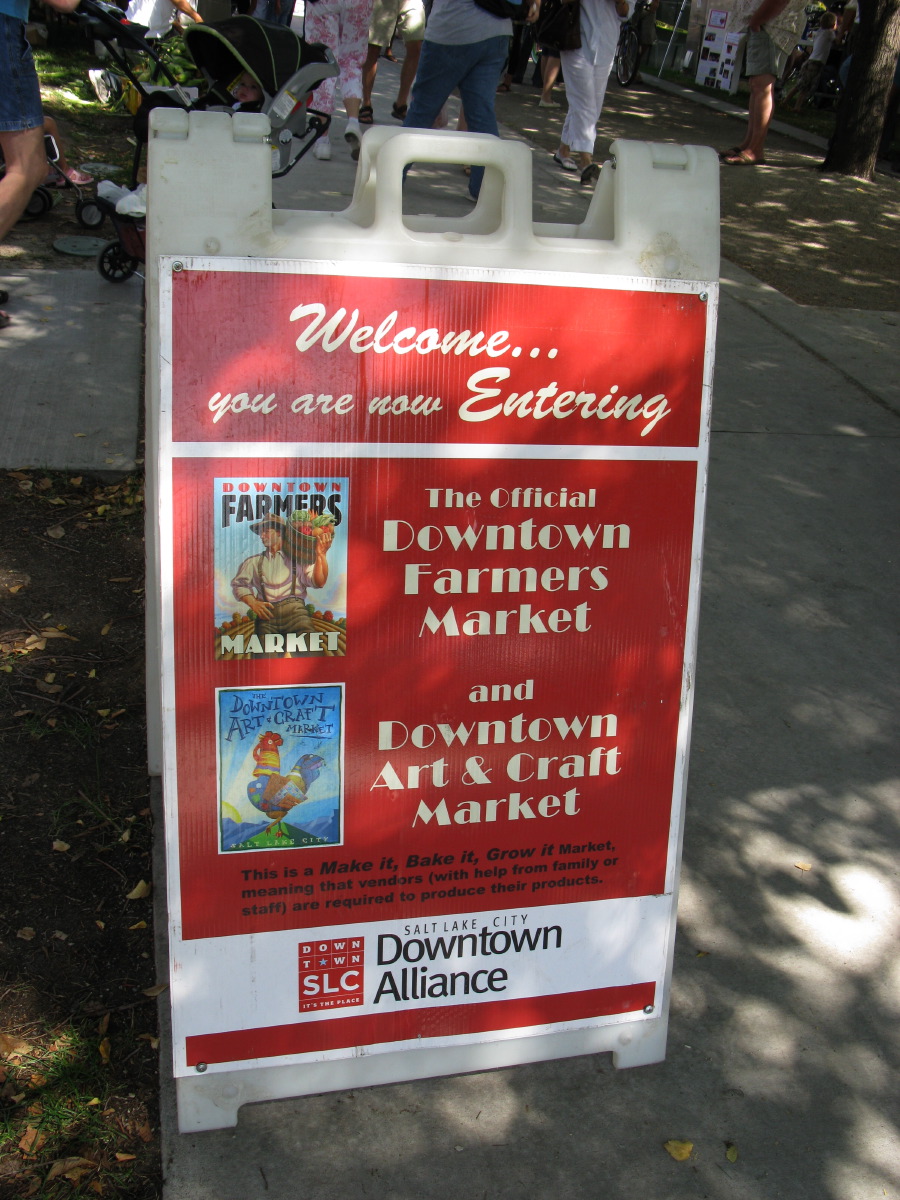 Welcome...
you are now Entering
DOWNTOWN
FARMERS
MARKET
The Official
Downtown
Farmers
Market
and
THE
DOWNTOWN
ART & CRAFT
MARKET
SALT LAKE CITY
Downtown
Art & Craft
Market
This is a Make it, Bake it, Grow it Market,
meaning that vendors (with help from family or
staff) are required to produce their products.
DOWN
TOWN
SLC
IT'S THE PLACE
SALT LAKE CITY
Downtown
Alliance